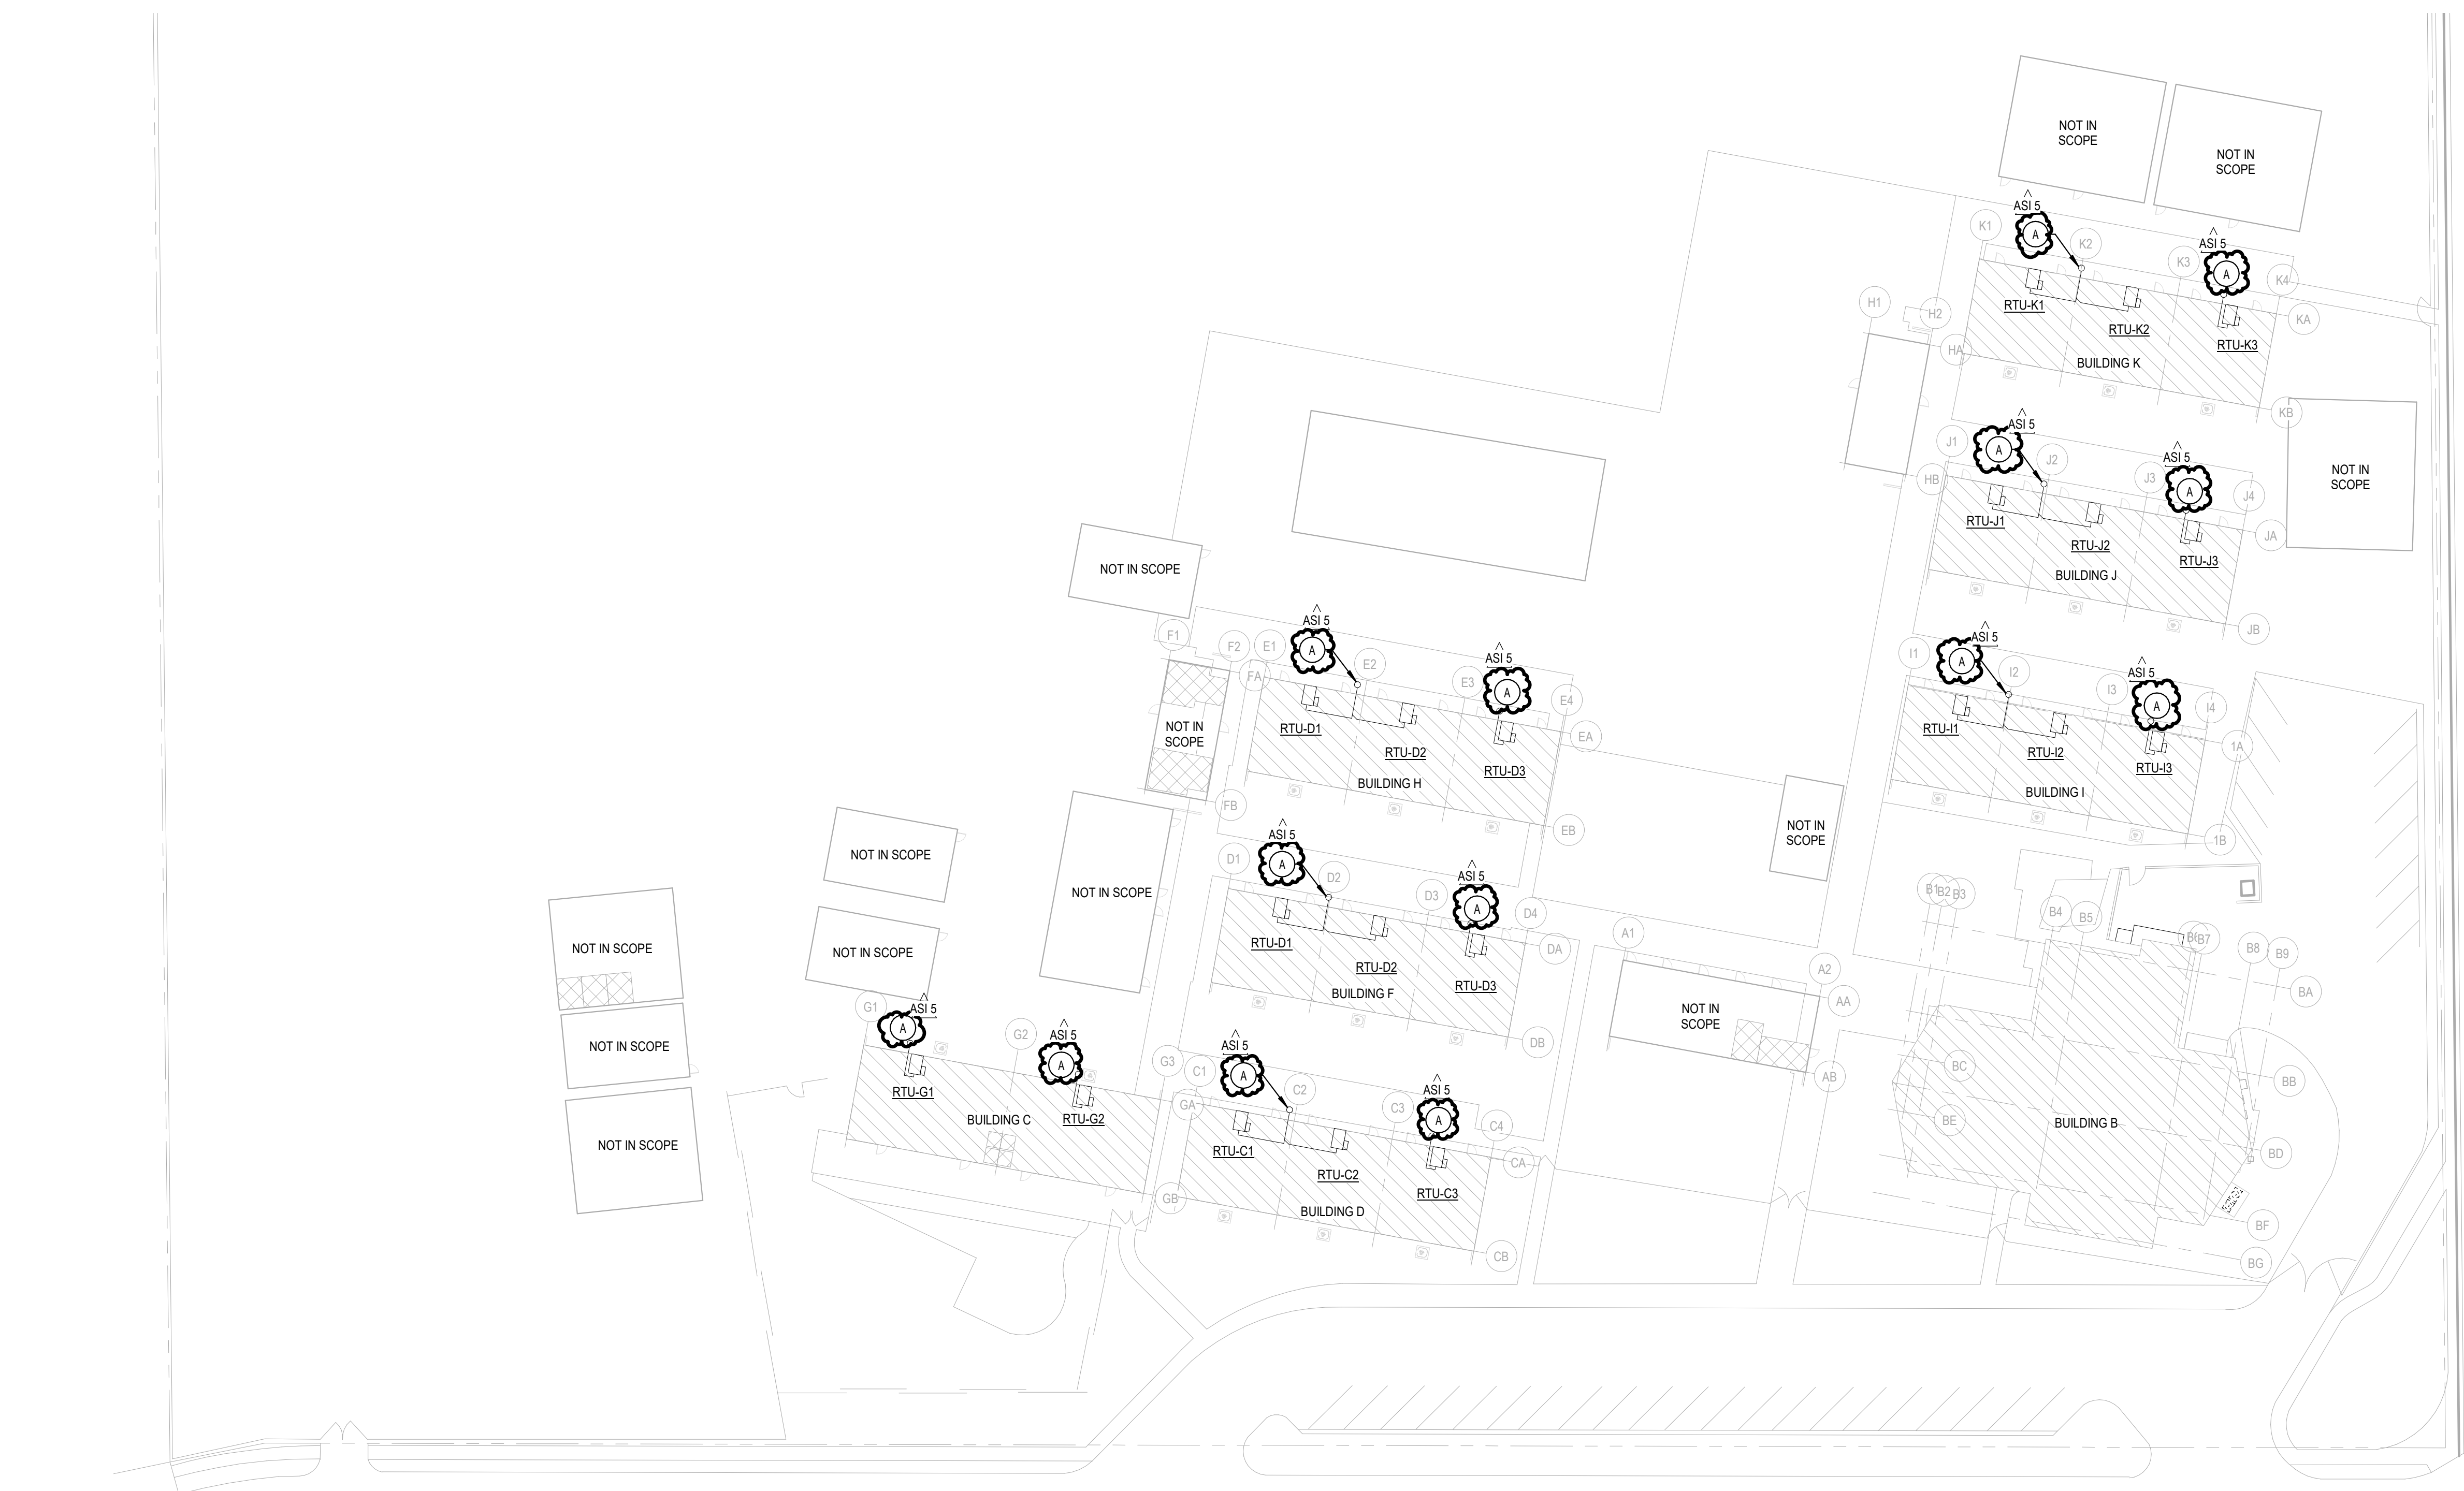 NOT IN
SCOPE
NOT IN
SCOPE
ASI 5
A
K1
K2
ASI 5
A
K3
K4
RTU-K1
RTU-K2
RTU-K3
KA
BUILDING K
KB
H1
H2
HA
HB
ASI 5
A
J1
J2
ASI 5
A
J3
J4
RTU-J1
RTU-J2
RTU-J3
JA
BUILDING J
JB
NOT IN
SCOPE
NOT IN SCOPE
F1
F2
FA
NOT IN
SCOPE
FB
ASI 5
A
E1
E2
ASI 5
A
E3
E4
RTU-D1
RTU-D2
RTU-D3
EA
BUILDING H
EB
ASI 5
A
I1
I2
ASI 5
A
I3
I4
RTU-I1
RTU-I2
RTU-I3
1A
BUILDING I
1B
NOT IN
SCOPE
NOT IN SCOPE
NOT IN SCOPE
NOT IN SCOPE
NOT IN SCOPE
NOT IN SCOPE
NOT IN SCOPE
ASI 5
A
D1
D2
ASI 5
A
D3
D4
RTU-D1
RTU-D2
RTU-D3
DA
BUILDING F
DB
A1
A2
AA
NOT IN
SCOPE
AB
B1
B2
B3
B4
B5
B6
B7
B8
B9
BA
BC
BB
BE
BUILDING B
BD
BF
BG
G1
ASI 5
A
G2
ASI 5
A
G3
RTU-G1
RTU-G2
GA
BUILDING C
GB
C1
ASI 5
A
C2
ASI 5
A
C3
C4
RTU-C1
RTU-C2
RTU-C3
CA
BUILDING D
CB